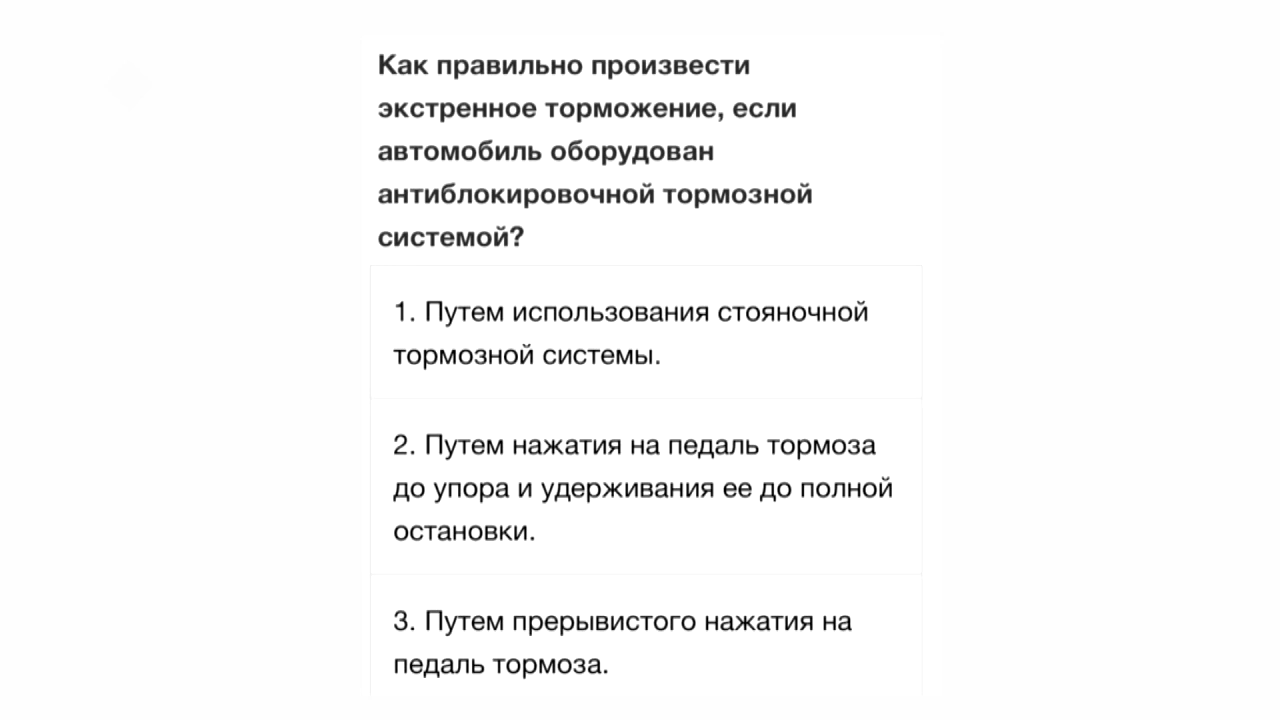 Как правильно произвести
экстренное торможение, если
автомобиль оборудован
антиблокировочной тормозной
системой?
1. Путем использования стояночной
тормозной системы.
2. Путем нажатия на педаль тормоза
до упора и удерживания ее до полной
остановки.
3. Путем прерывистого нажатия на
педаль тормоза.